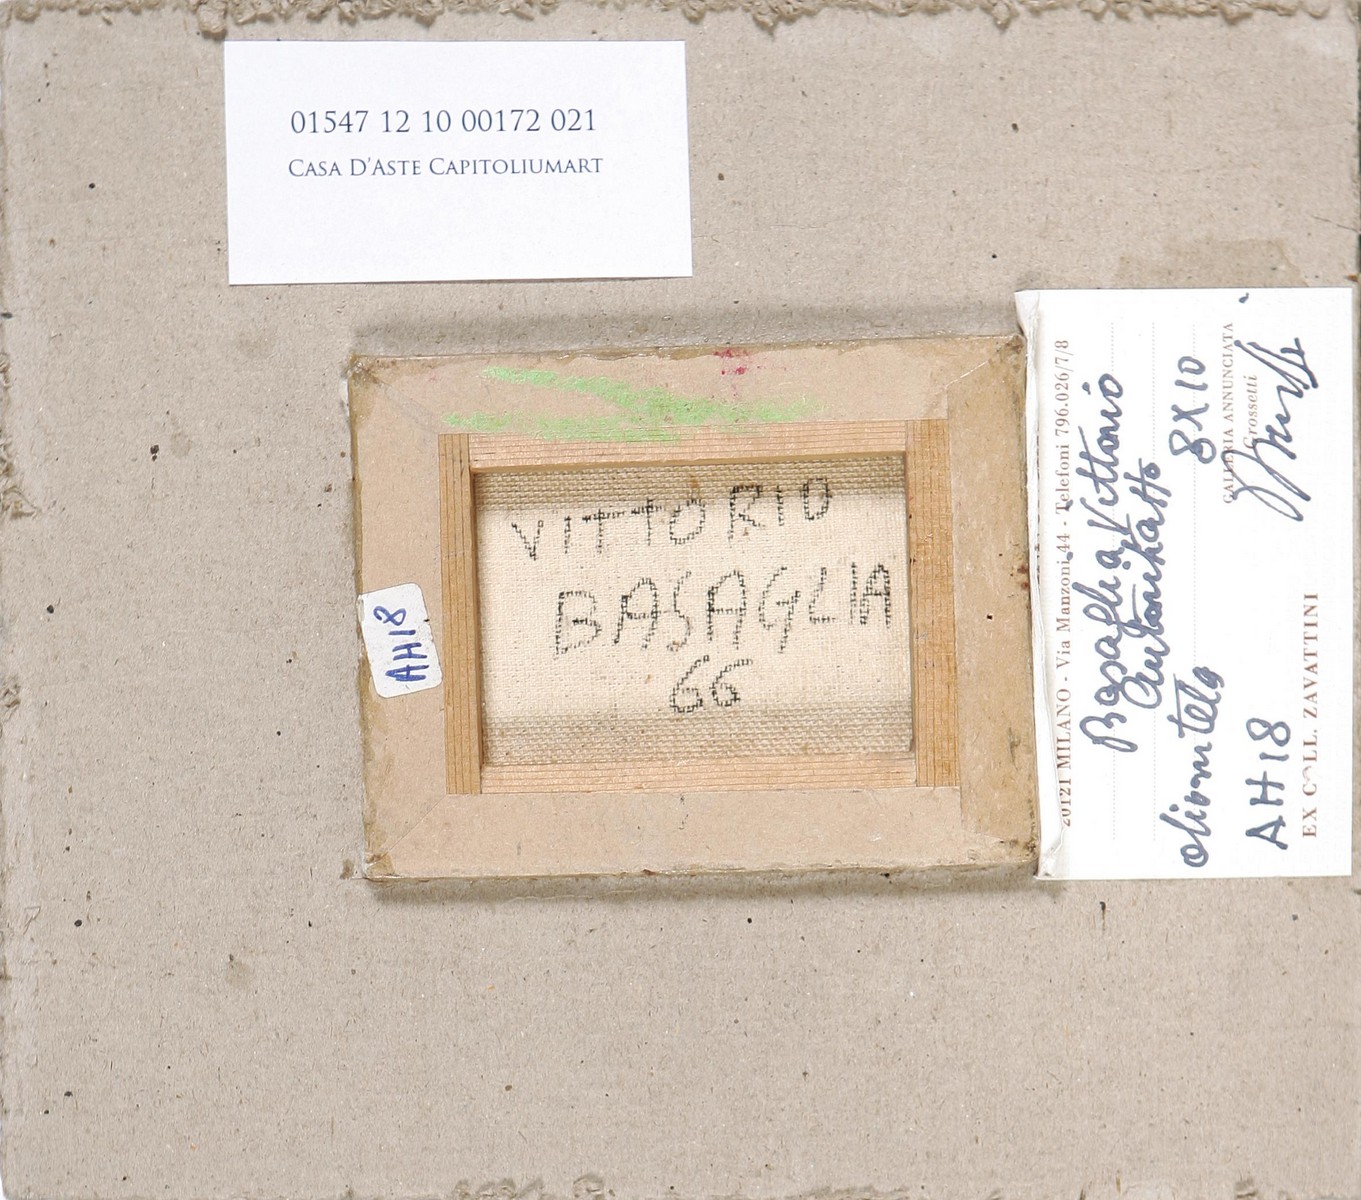 01547 12 10 00172 021
CASA D'ASTE CAPITOLIUMART
VITTORIO
BASAGLIA
66
AH18
20121 MILANO - Via Manzoni 44 - Telefoni 796.026/7/8
Basaglia Vittorio
Autoritratto
olio su tela 8X10
GALLERIA ANNUNCIATA
Grossetti
AH18
EX COLL. ZAVATTINI